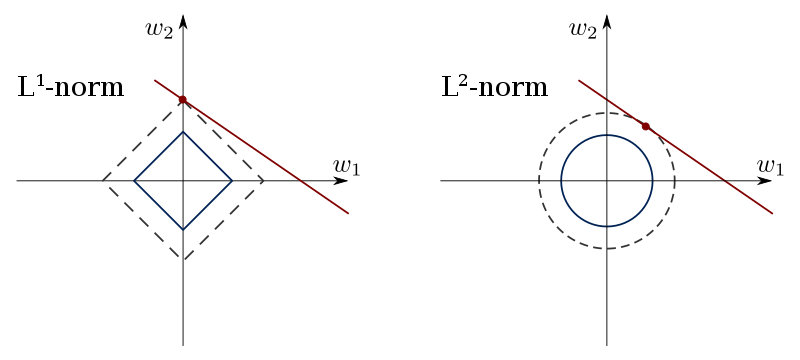 w₂
L¹-norm
w₁
w₂
L²-norm
w₁